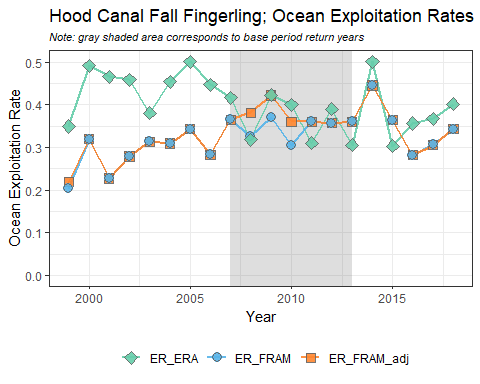 Hood Canal Fall Fingerling; Ocean Exploitation Rates
Note: gray shaded area corresponds to base period return years
Ocean Exploitation Rate
0.5
0.4
0.3
0.2
0.1
0.0
2000 2005 2010 2015
Year
ER_ERA ER_FRAM ER_FRAM_adj